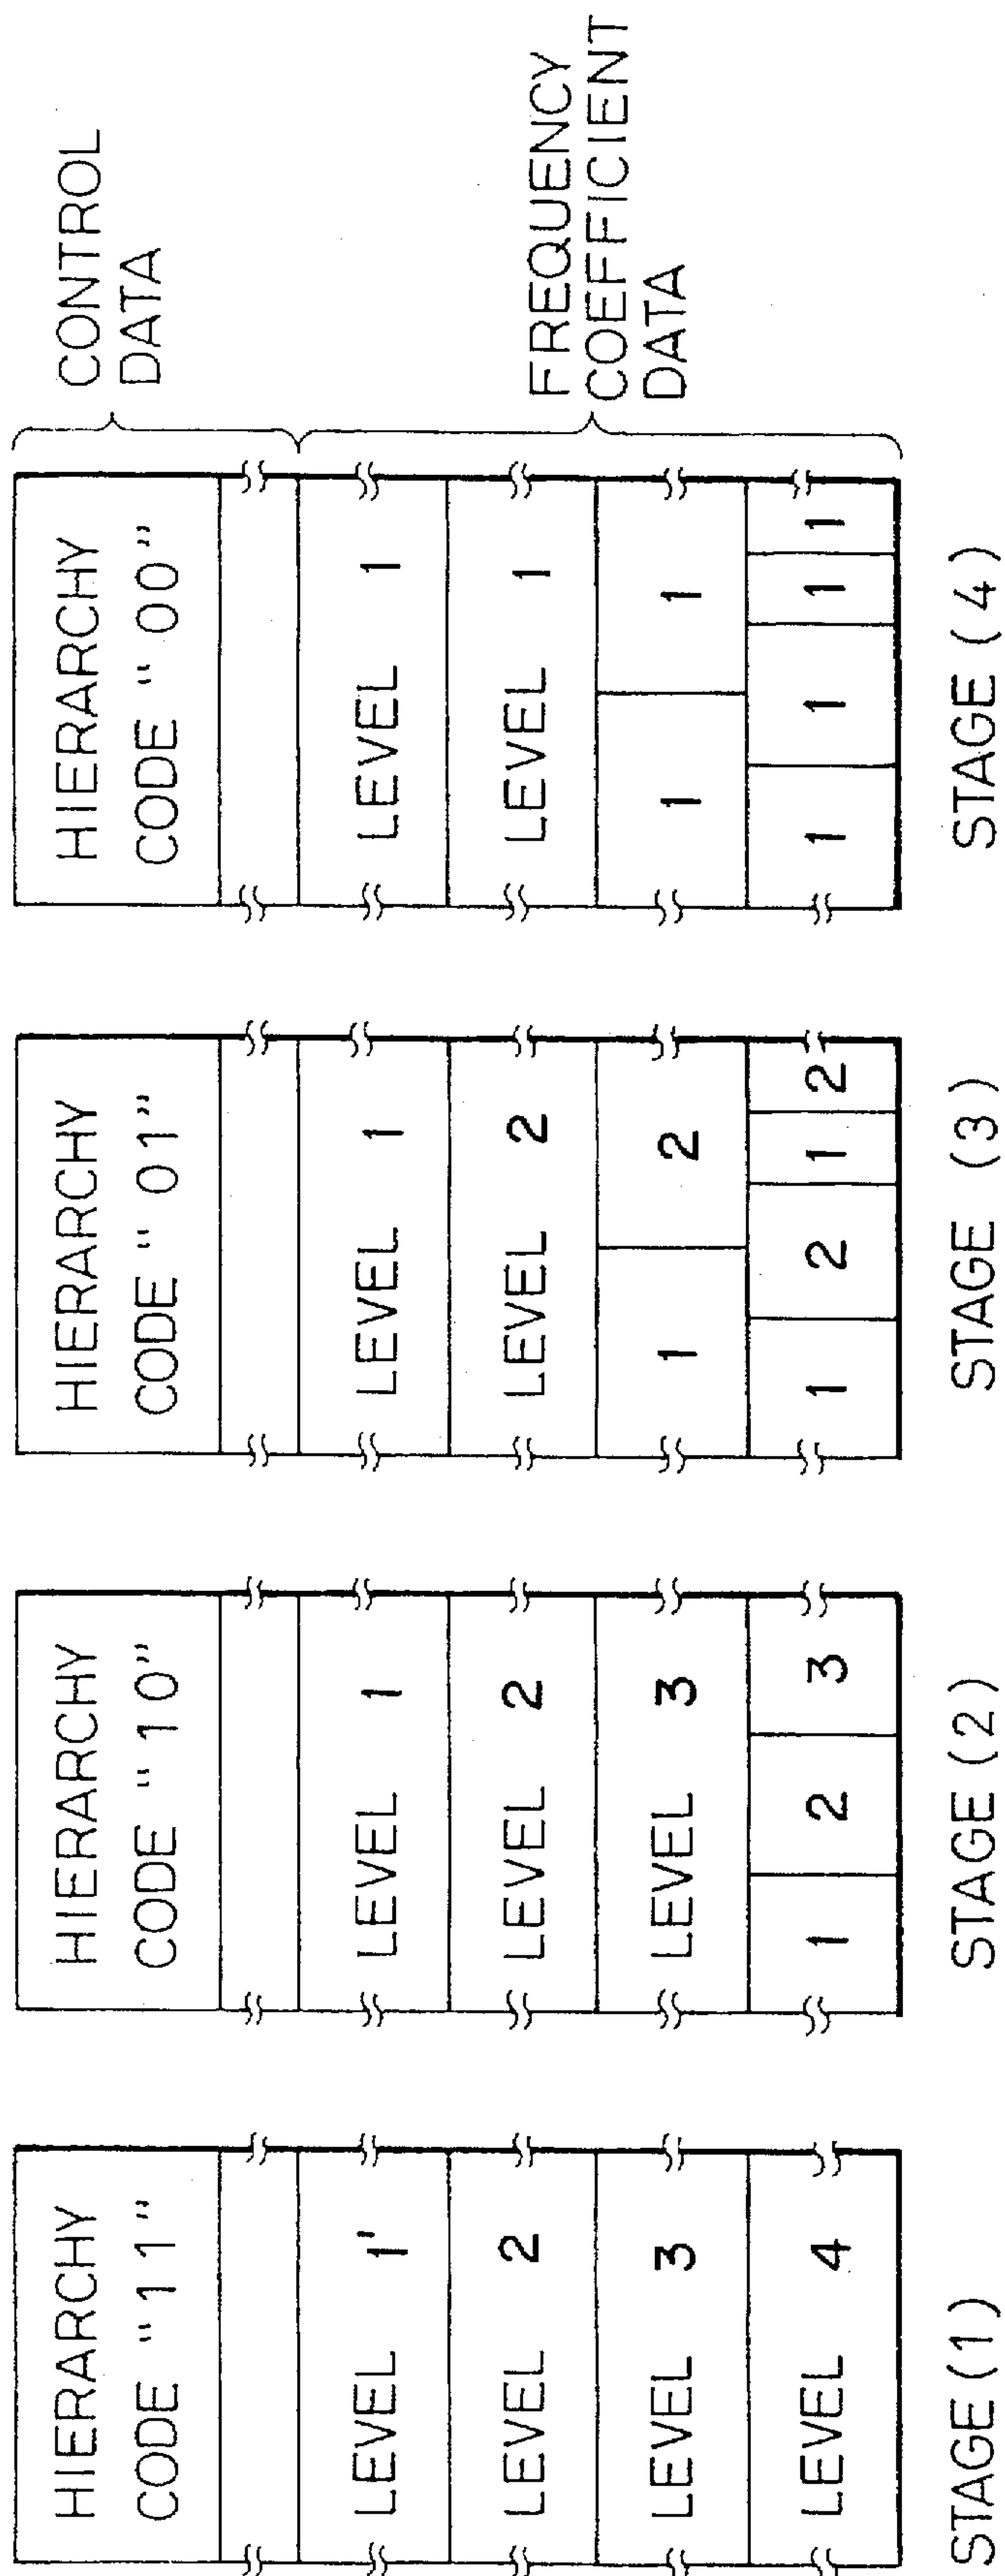 HIERARCHY
CODE "11"
LEVEL 1'
LEVEL 2
LEVEL 3
LEVEL 4
STAGE (1)
HIERARCHY
CODE "10"
LEVEL 1
LEVEL 2
LEVEL 3
1 2 3
STAGE (2)
HIERARCHY
CODE "01"
LEVEL 1
LEVEL 2
1 2
1 2 1 2
STAGE (3)
HIERARCHY
CODE "00"
LEVEL 1
LEVEL 1
1 1
1 1 1 1
STAGE (4)
CONTROL
DATA
FREQUENCY
COEFFICIENT
DATA